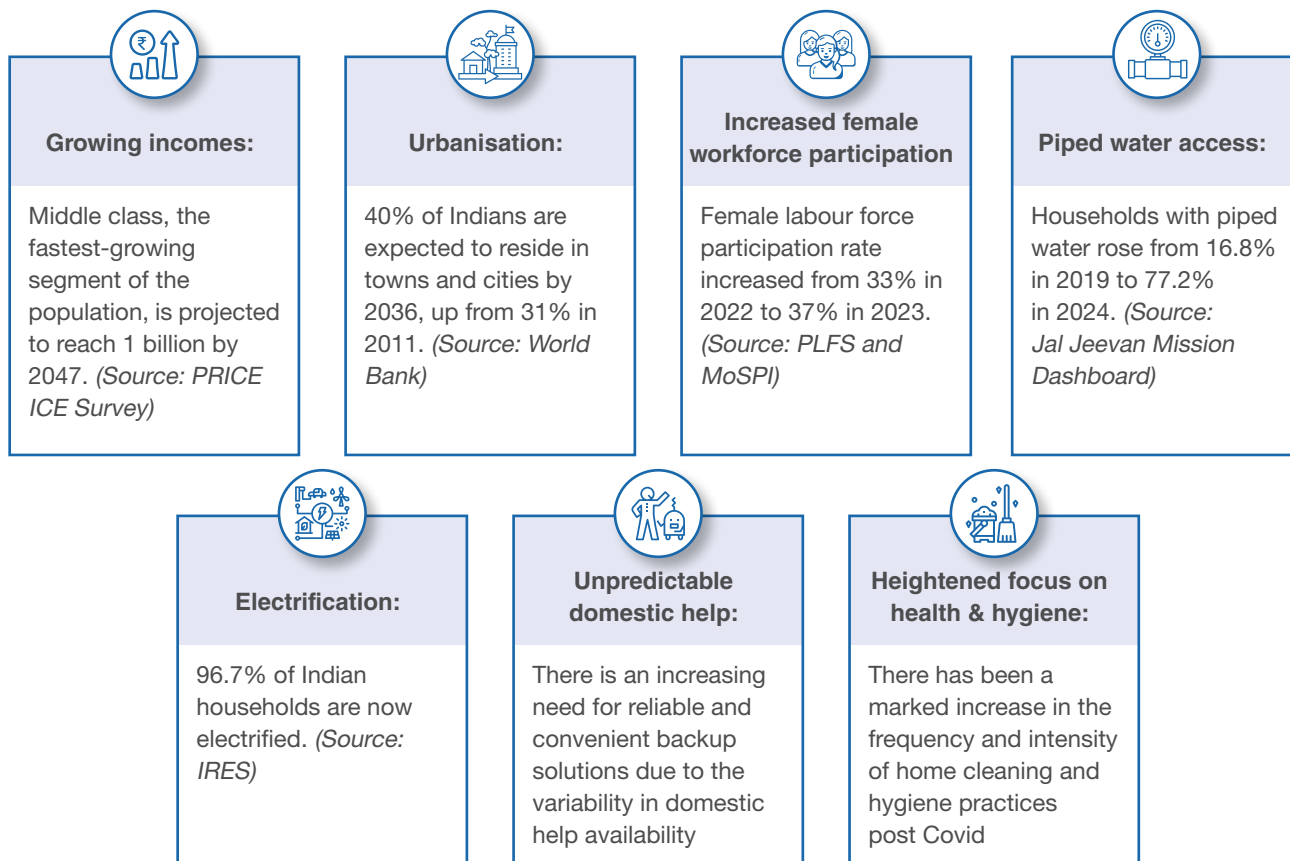 ₹
Growing incomes:
Middle class, the
fastest-growing
segment of the
population, is projected
to reach 1 billion by
2047. (Source: PRICE
ICE Survey)
Urbanisation:
40% of Indians are
expected to reside in
towns and cities by
2036, up from 31% in
2011. (Source: World
Bank)
Increased female
workforce participation
Female labour force
participation rate
increased from 33% in
2022 to 37% in 2023.
(Source: PLFS and
MoSPI)
Piped water access:
Households with piped
water rose from 16.8%
in 2019 to 77.2%
in 2024. (Source:
Jal Jeevan Mission
Dashboard)
Electrification:
96.7% of Indian
households are now
electrified. (Source:
IRES)
Unpredictable
domestic help:
There is an increasing
need for reliable and
convenient backup
solutions due to the
variability in domestic
help availability
Heightened focus on
health & hygiene:
There has been a
marked increase in the
frequency and intensity
of home cleaning and
hygiene practices
post Covid